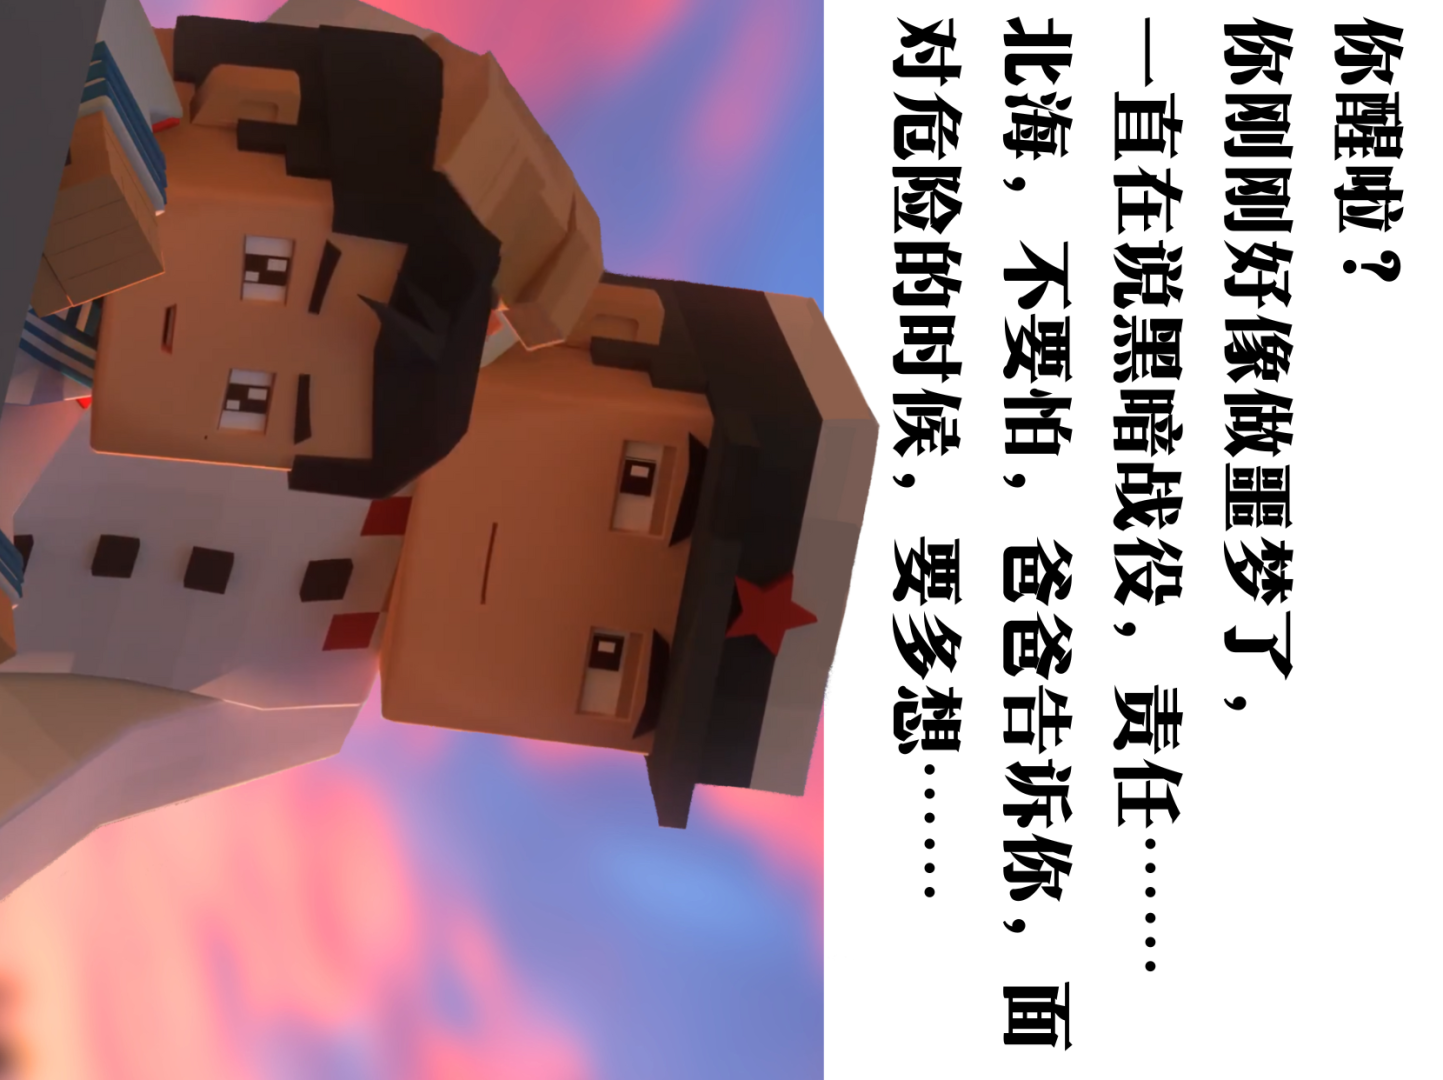 你醒啦？
你刚刚好像做噩梦了，
一直在说黑暗战役，责任……
北海，不要怕，爸爸告诉你，面
对危险的时候，要多想……